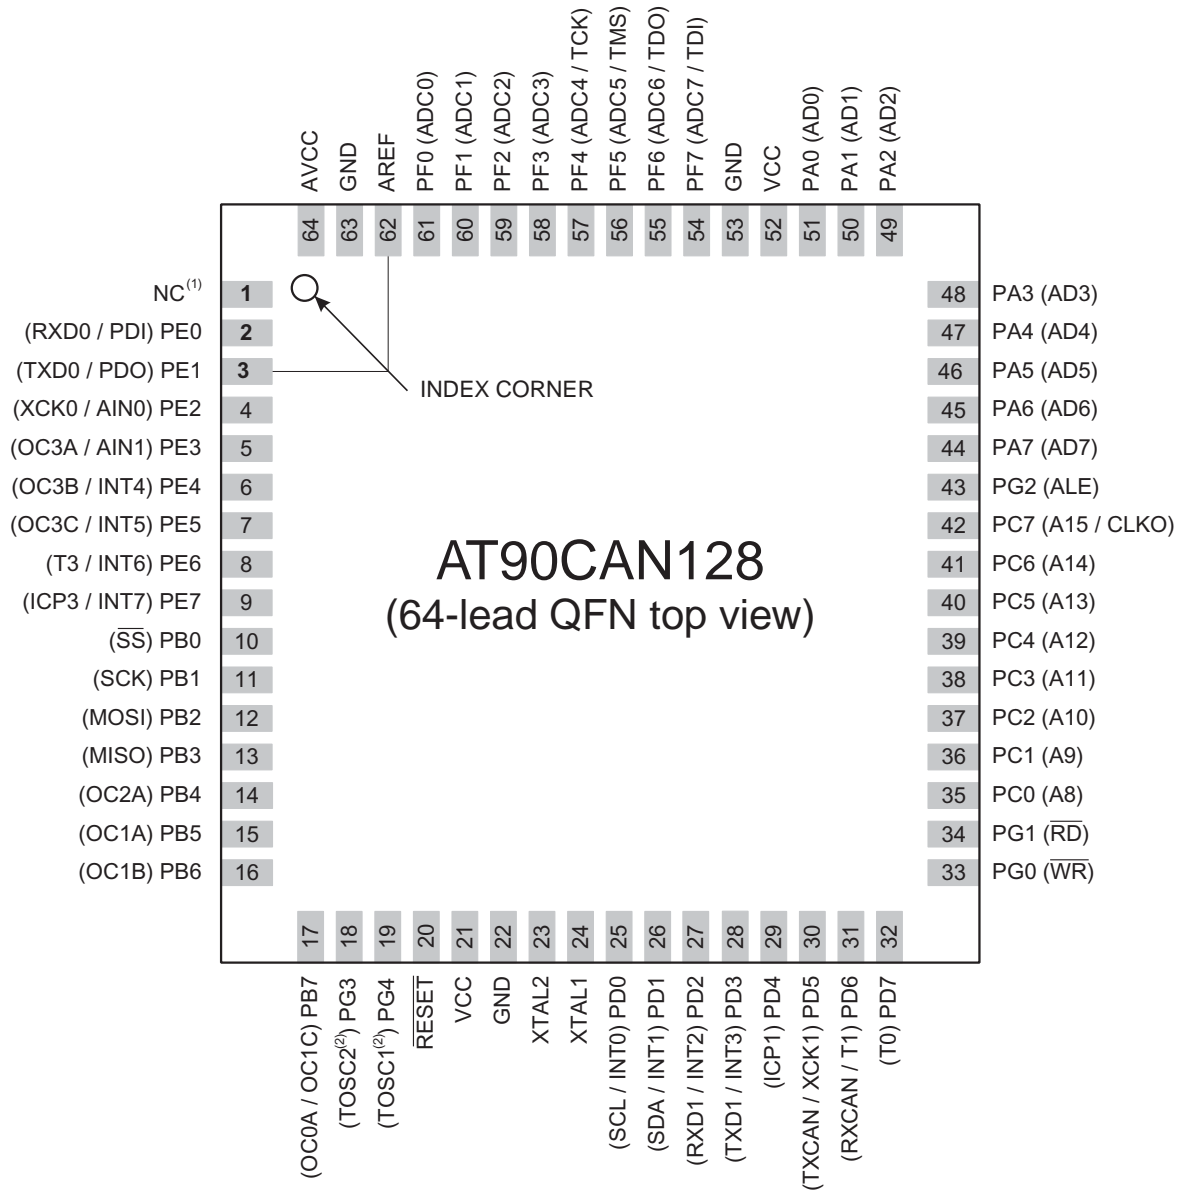 AVCC
GND
AREF
PF0 (ADC0)
PF1 (ADC1)
PF2 (ADC2)
PF3 (ADC3)
PF4 (ADC4 / TCK)
PF5 (ADC5 / TMS)
PF6 (ADC6 / TDO)
PF7 (ADC7 / TDI)
GND
VCC
PA0 (AD0)
PA1 (AD1)
PA2 (AD2)
64
63
62
61
60
59
58
57
56
55
54
53
52
51
50
49
NC(1) 1
(RXD0 / PDI) PE0 2
(TXD0 / PDO) PE1 3
(XCK0 / AIN0) PE2 4
(OC3A / AIN1) PE3 5
(OC3B / INT4) PE4 6
(OC3C / INT5) PE5 7
(T3 / INT6) PE6 8
(ICP3 / INT7) PE7 9
(SS) PB0 10
(SCK) PB1 11
(MOSI) PB2 12
(MISO) PB3 13
(OC2A) PB4 14
(OC1A) PB5 15
(OC1B) PB6 16
INDEX CORNER
AT90CAN128
(64-lead QFN top view)
48 PA3 (AD3)
47 PA4 (AD4)
46 PA5 (AD5)
45 PA6 (AD6)
44 PA7 (AD7)
43 PG2 (ALE)
42 PC7 (A15 / CLKO)
41 PC6 (A14)
40 PC5 (A13)
39 PC4 (A12)
38 PC3 (A11)
37 PC2 (A10)
36 PC1 (A9)
35 PC0 (A8)
34 PG1 (RD)
33 PG0 (WR)
17
18
19
20
21
22
23
24
25
26
27
28
29
30
31
32
(OC0A / OC1C) PB7
(TOSC2(2)) PG3
(TOSC1(2)) PG4
RESET
VCC
GND
XTAL2
XTAL1
(SCL / INT0) PD0
(SDA / INT1) PD1
(RXD1 / INT2) PD2
(TXD1 / INT3) PD3
(ICP1) PD4
(TXCAN / XCK1) PD5
(RXCAN / T1) PD6
(T0) PD7